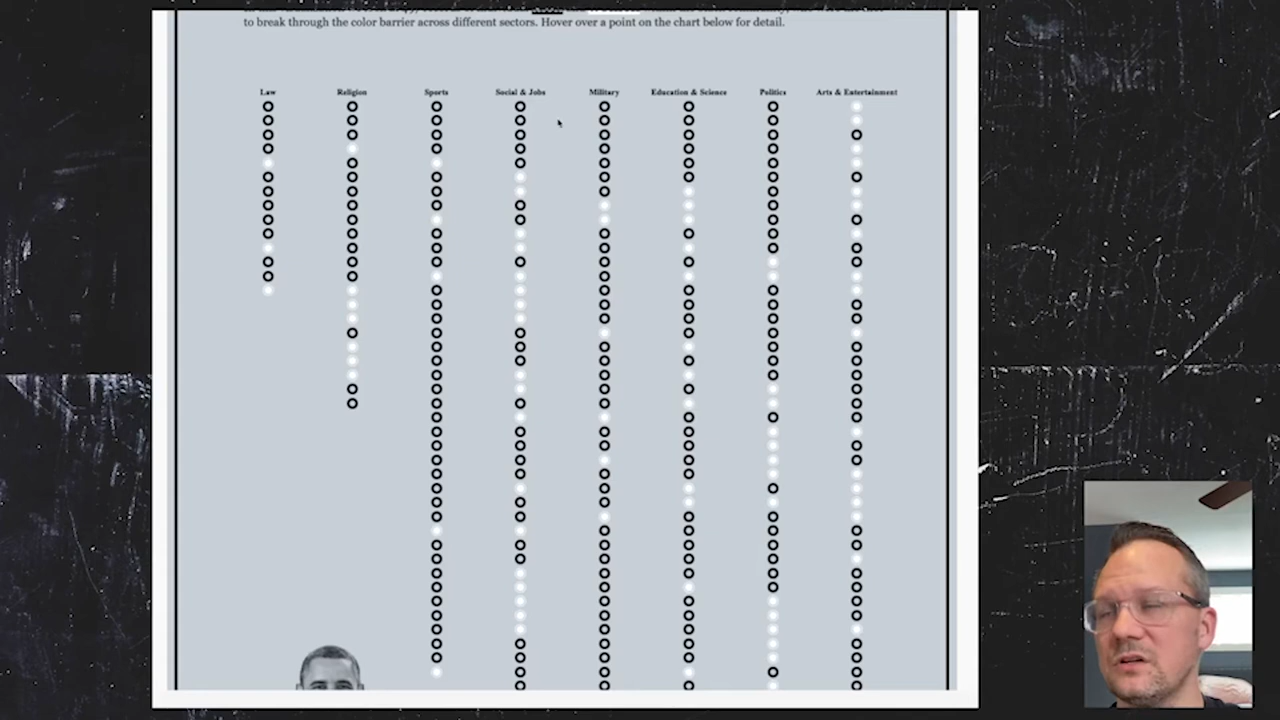 to break through the color barrier across different sectors. Hover over a point on the chart below for detail.
Law Religion Sports Social & Jobs Military Education & Science Politics Arts & Entertainment